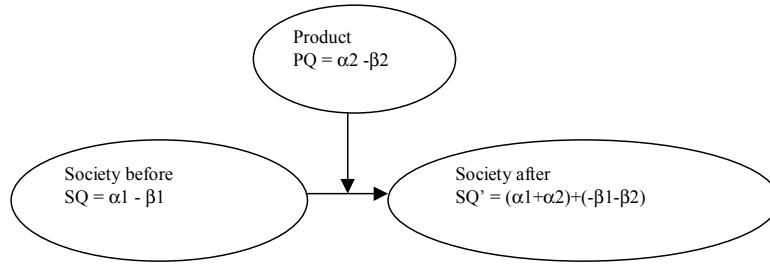 Product
PQ = α2 -β2
Society before
SQ = α1 - β1
Society after
SQ’ = (α1+α2)+(-β1-β2)